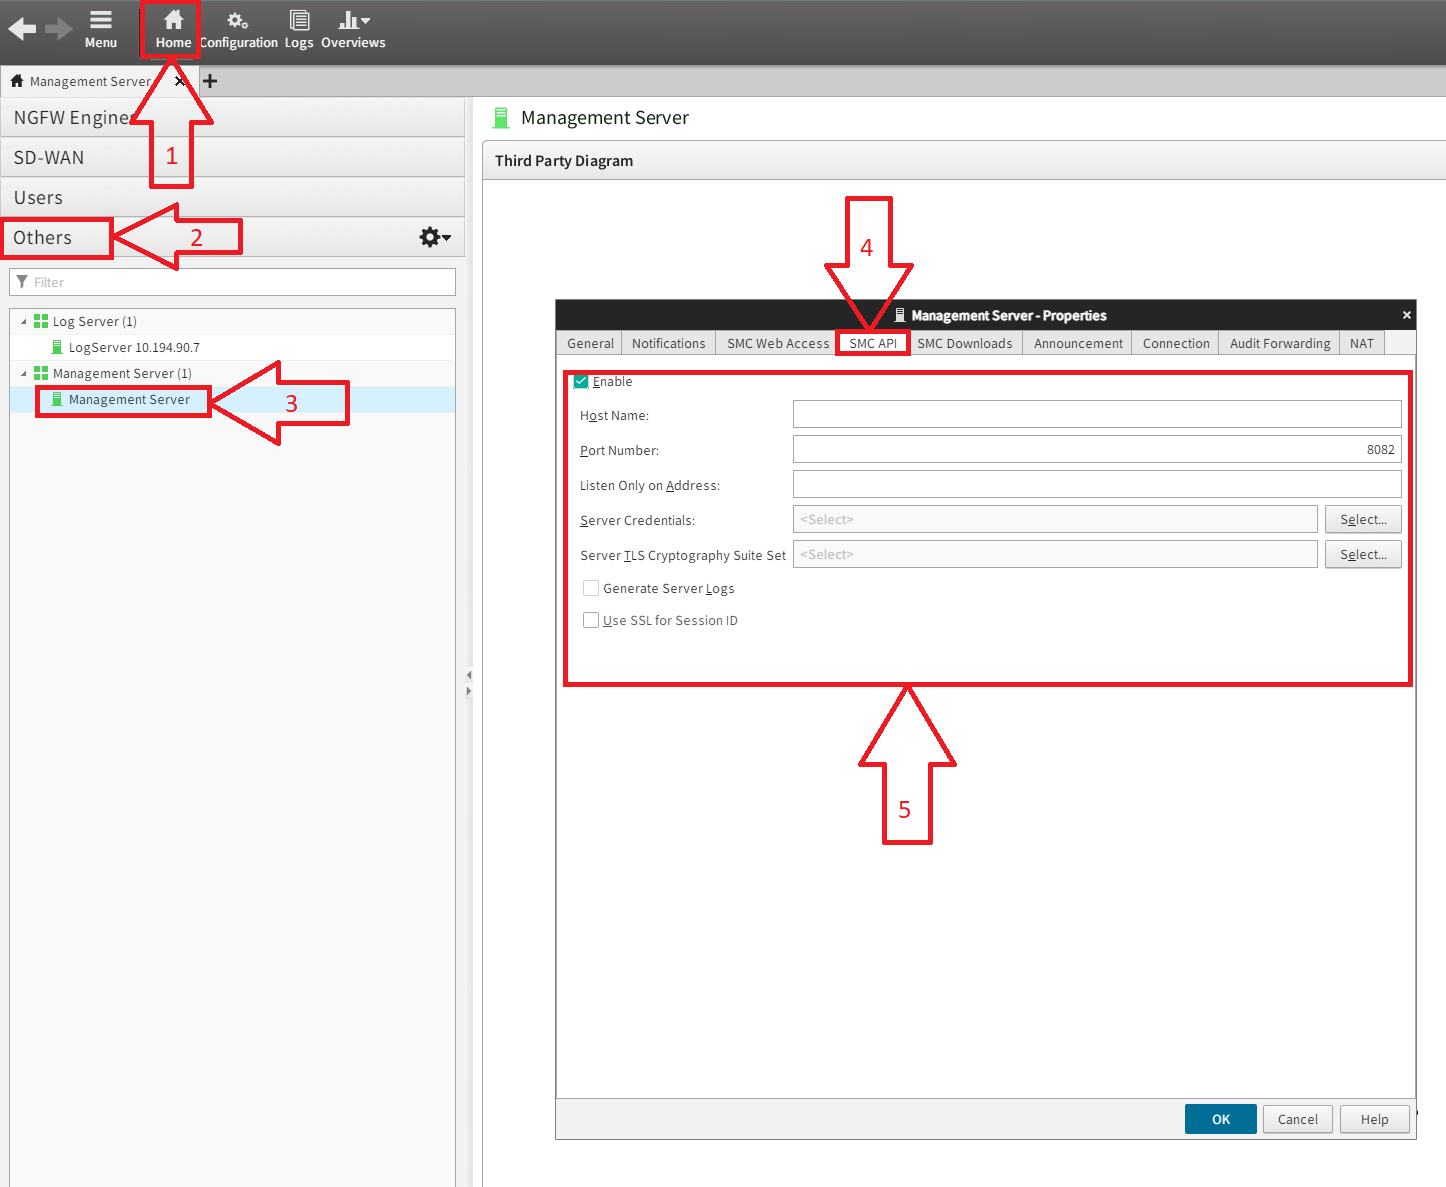 Menu
Home
Configuration
Logs
Overviews
Management Server
NGFW Engines
SD-WAN
Users
Others
Filter
Log Server (1)
LogServer 10.194.90.7
Management Server (1)
Management Server
1
2
3
Management Server
Third Party Diagram
4
Management Server - Properties
General
Notifications
SMC Web Access
SMC API
SMC Downloads
Announcement
Connection
Audit Forwarding
NAT
Enable
Host Name:
Port Number:
8082
Listen Only on Address:
Server Credentials:
<Select>
Select...
Server TLS Cryptography Suite Set
<Select>
Select...
Generate Server Logs
Use SSL for Session ID
5
OK
Cancel
Help